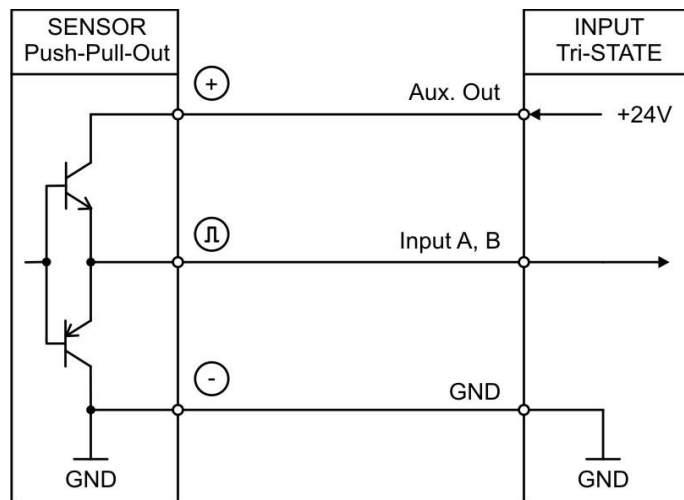 SENSOR
Push-Pull-Out
INPUT
Tri-STATE
+
Aux. Out
+24V
Input A, B
-
GND
GND
GND